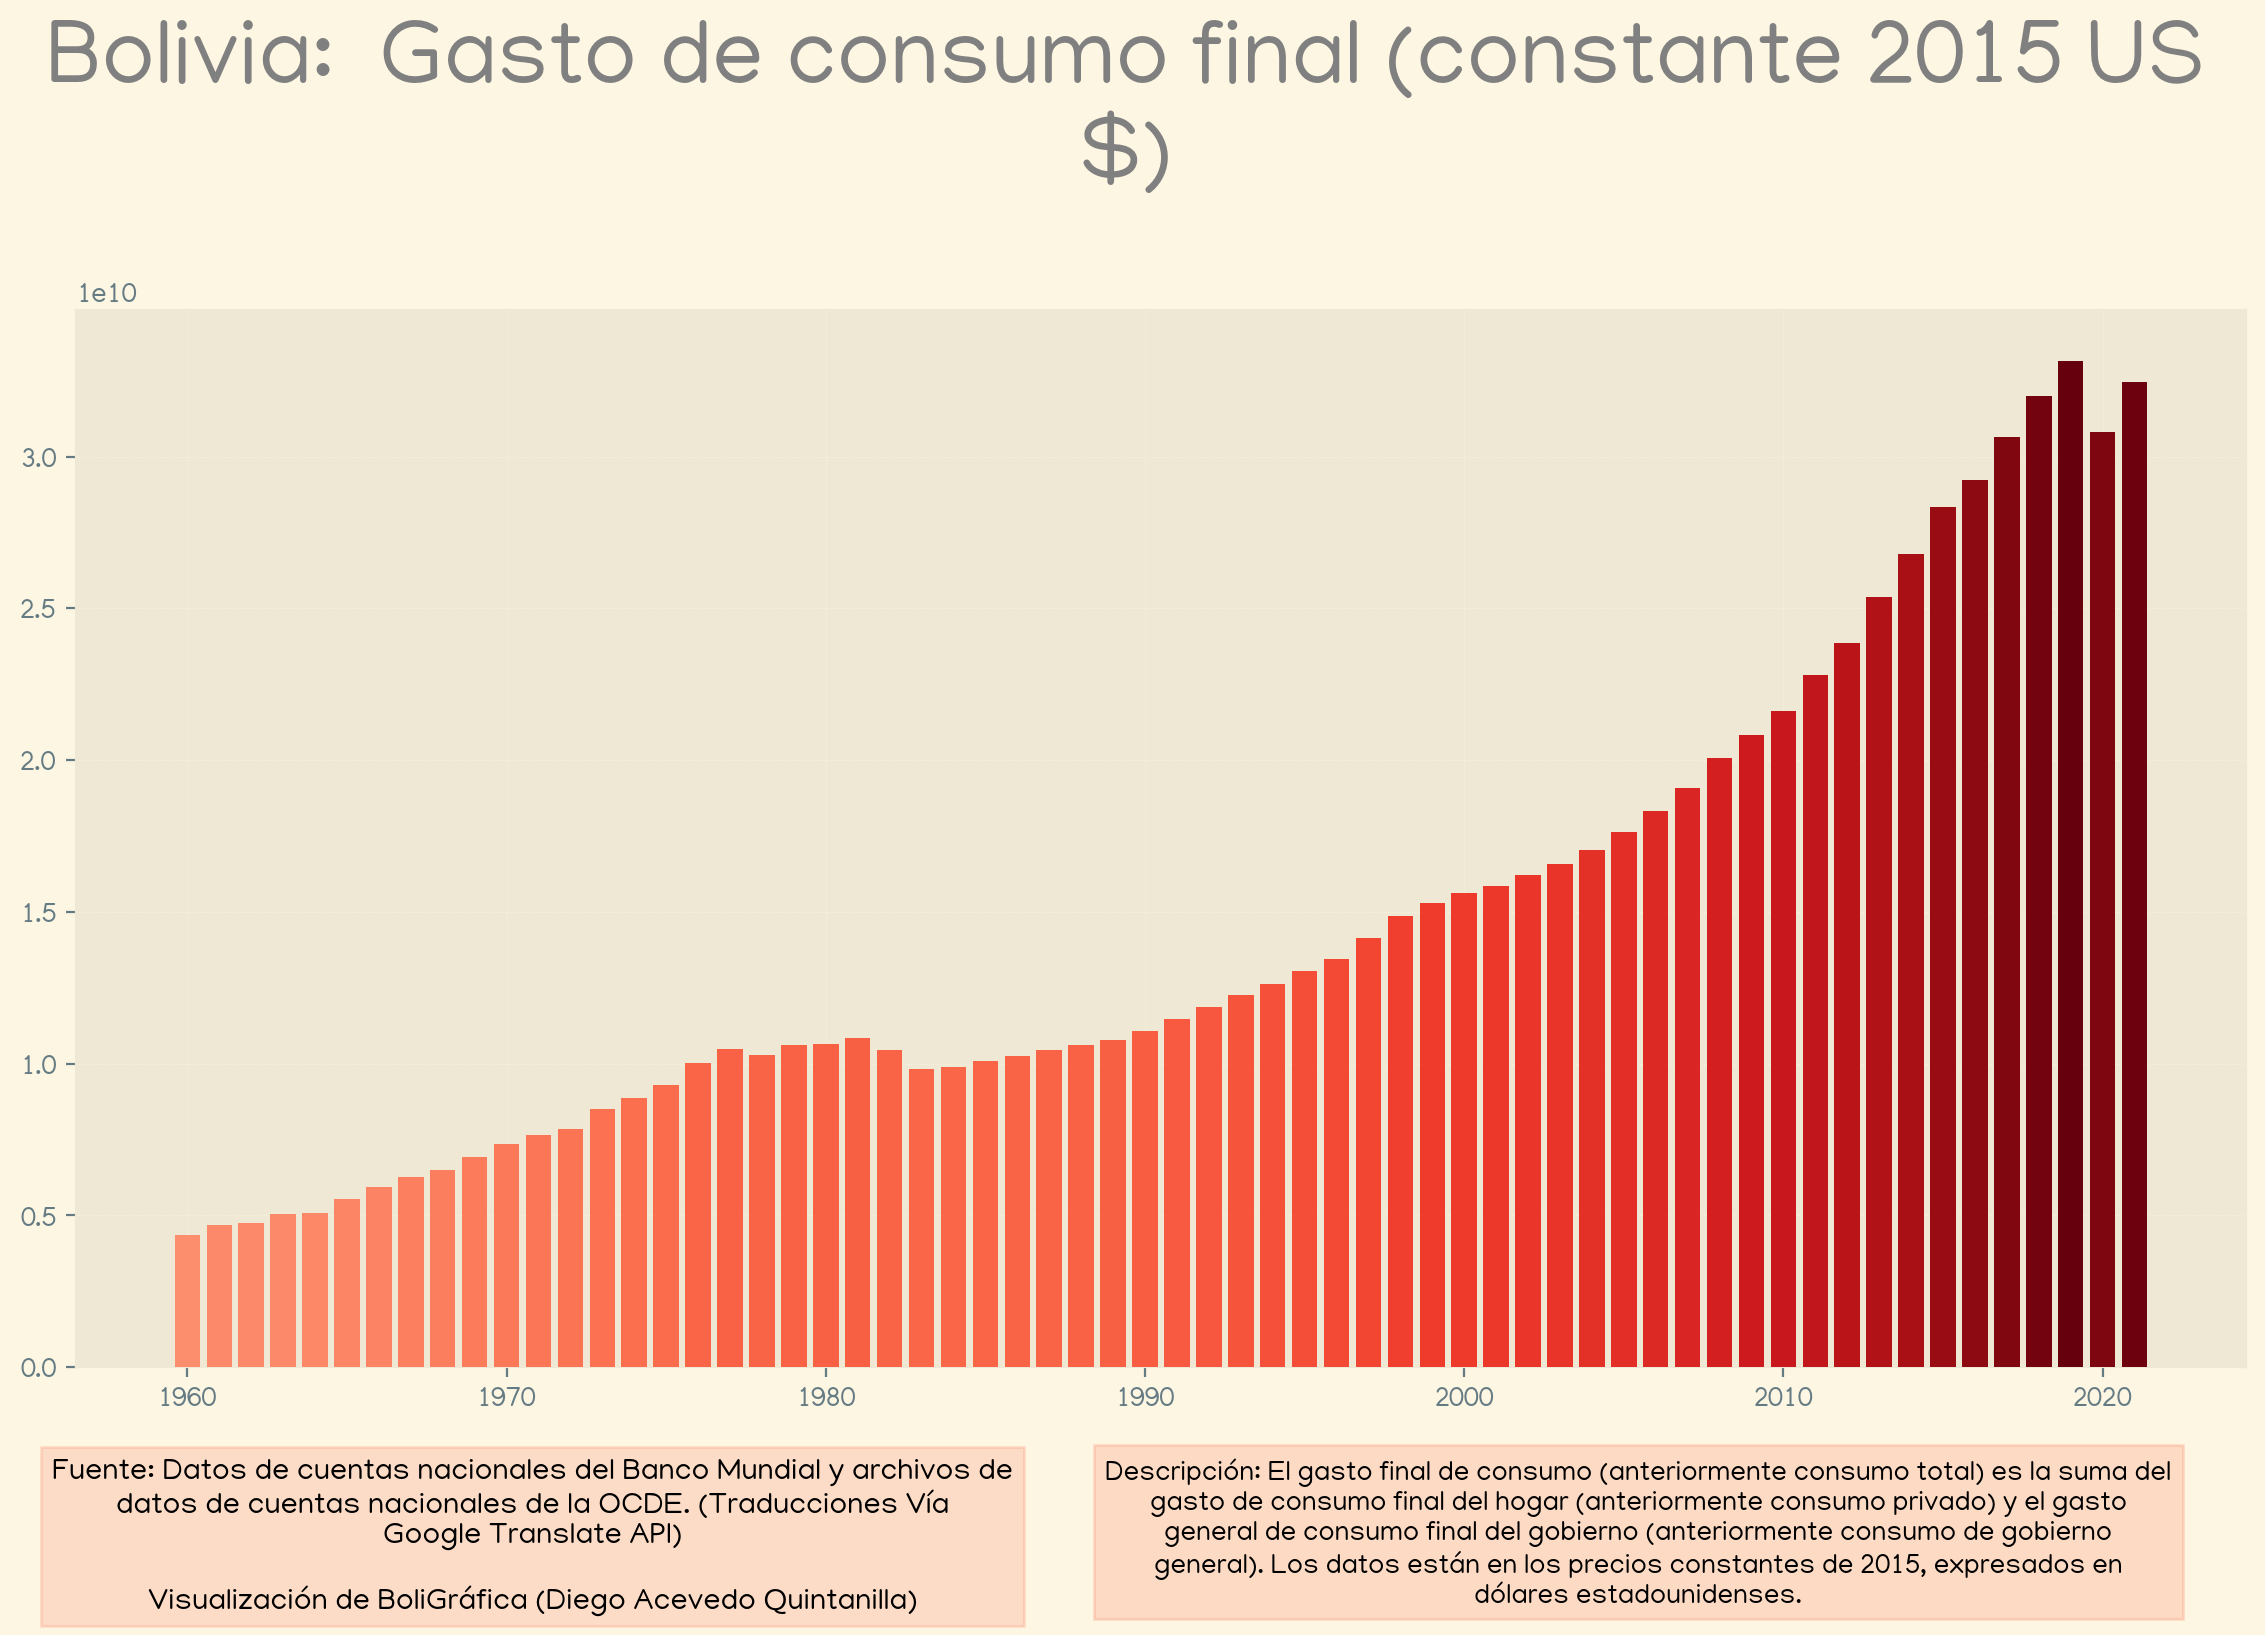 Bolivia:  Gasto de consumo final (constante 2015 US
$)
1e10
3.0
2.5
2.0
1.5
1.0
0.5
0.0
1960 1970 1980 1990 2000 2010 2020
Fuente: Datos de cuentas nacionales del Banco Mundial y archivos de
datos de cuentas nacionales de la OCDE. (Traducciones Vía
Google Translate API)
Visualización de BoliGráfica (Diego Acevedo Quintanilla)
Descripción: El gasto final de consumo (anteriormente consumo total) es la suma del
gasto de consumo final del hogar (anteriormente consumo privado) y el gasto
general de consumo final del gobierno (anteriormente consumo de gobierno
general). Los datos están en los precios constantes de 2015, expresados en
dólares estadounidenses.